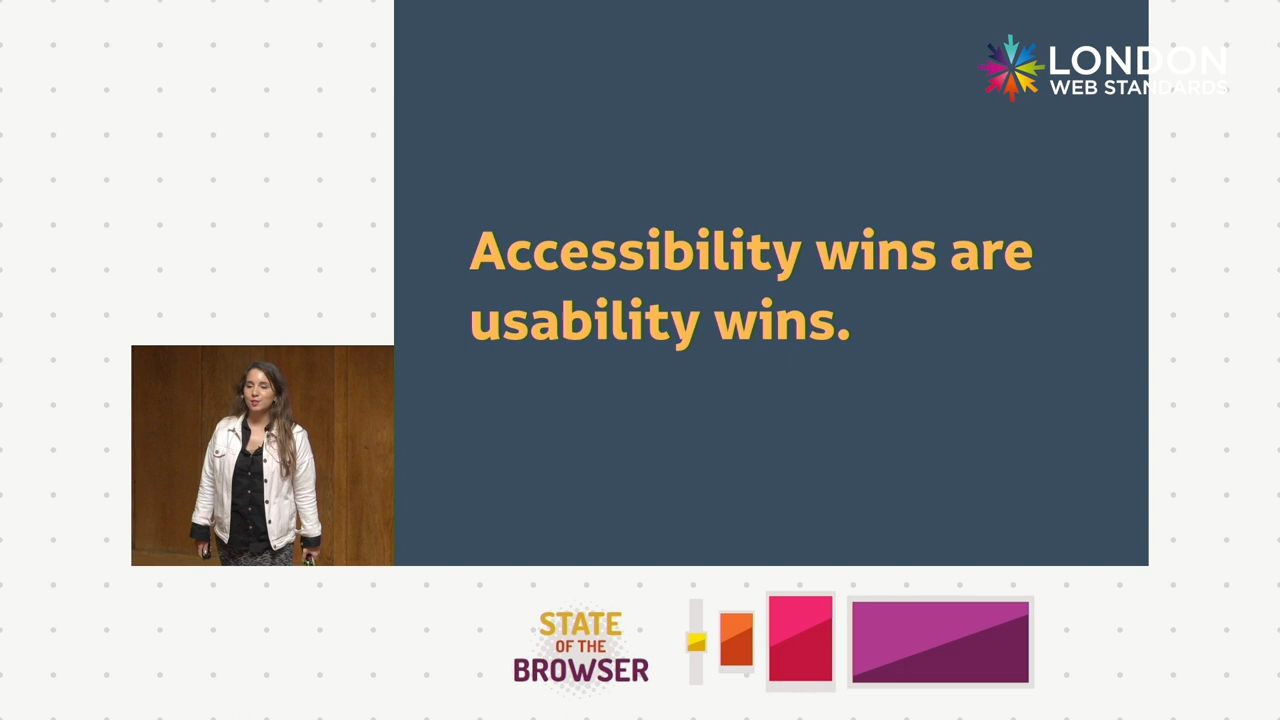 LONDON
WEB STANDARDS
Accessibility wins are
usability wins.
STATE
OF THE
BROWSER